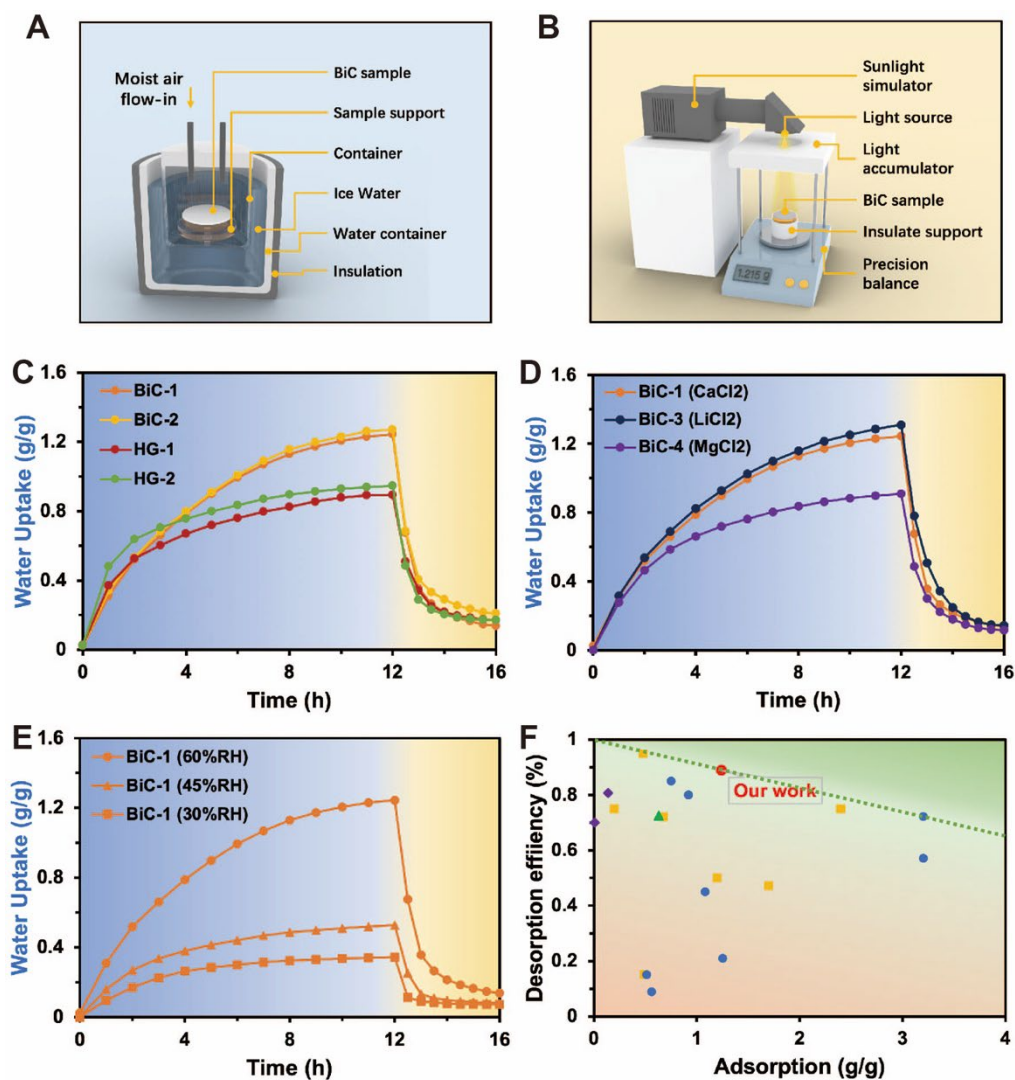 A
Moist air
flow-in
BiC sample
Sample support
Container
Ice Water
Water container
Insulation
B
Sunlight
simulator
Light source
Light
accumulator
BiC sample
Insulate support
Precision
balance
1.215 g
C
Water Uptake (g/g)
1.6
1.2
0.8
0.4
0
BiC-1
BiC-2
HG-1
HG-2
0 4 8 12 16
Time (h)
D
Water Uptake (g/g)
1.6
1.2
0.8
0.4
0
BiC-1 (CaCl2)
BiC-3 (LiCl2)
BiC-4 (MgCl2)
0 4 8 12 16
Time (h)
E
Water Uptake (g/g)
1.6
1.2
0.8
0.4
0
BiC-1 (60%RH)
BiC-1 (45%RH)
BiC-1 (30%RH)
0 4 8 12 16
Time (h)
F
Desorption effiiency (%)
1
0.8
0.6
0.4
0.2
0
Our work
0 1 2 3 4
Adsorption (g/g)